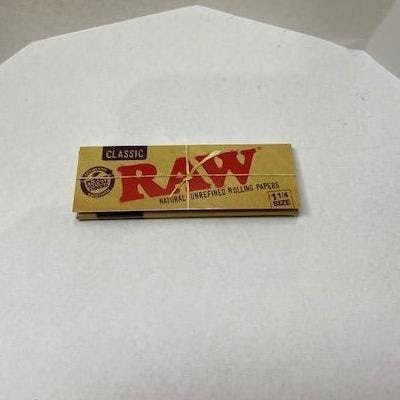 CLASSIC
RAW
NATURAL UNREFINED ROLLING PAPERS
1 1/4
SIZE